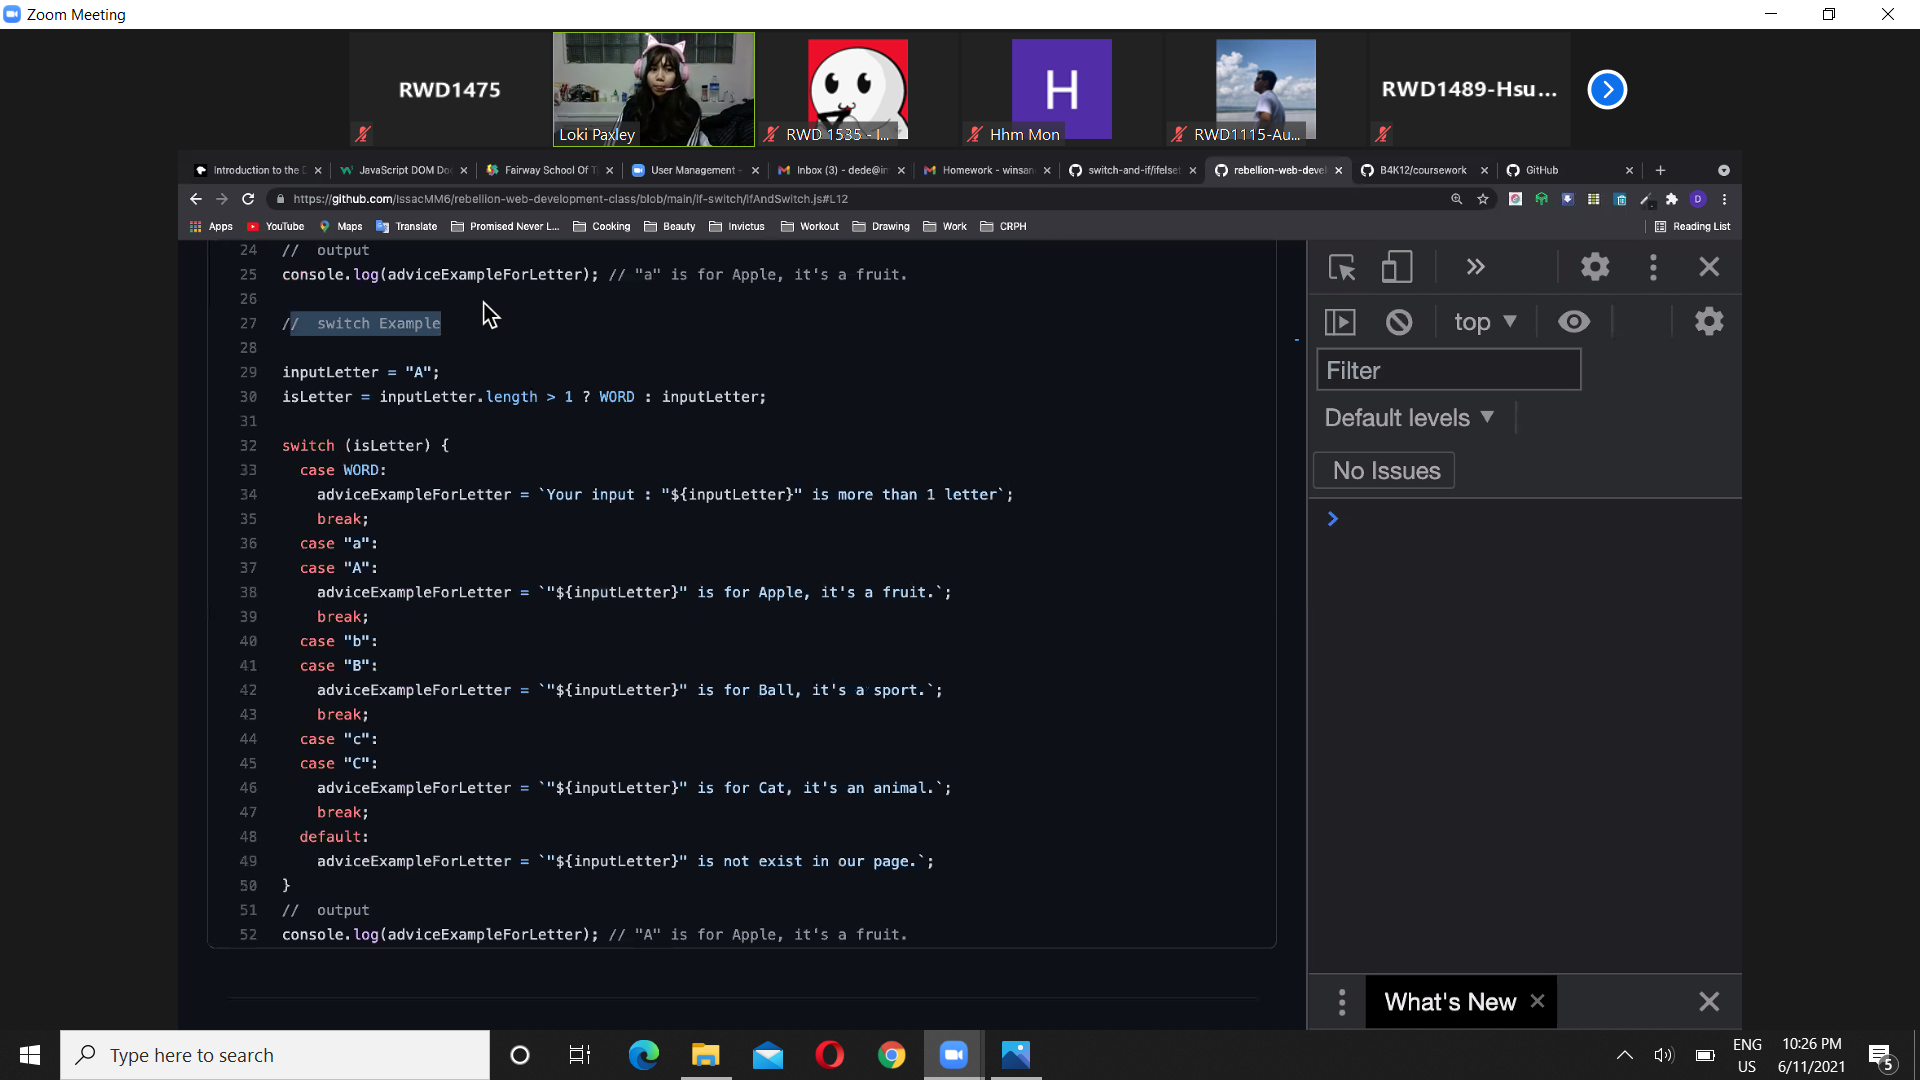 Zoom Meeting
RWD1475
Loki Paxley
RWD 1535 - I...
H
Hhm Mon
RWD1115-Au...
RWD1489-Hsu...
Introduction to the D
JavaScript DOM Do
Fairway School Of T
User Management -
Inbox (3) - dede@in
Homework - winsan
switch-and-if/ifelset
rebellion-web-devel
B4K12/coursework
GitHub
https://github.com/IssacMM6/rebellion-web-development-class/blob/main/if-switch/ifAndSwitch.js#L12
D
Apps YouTube Maps Translate Promised Never L... Cooking Beauty Invictus Workout Drawing Work CRPH Reading List
24 // output
25 console.log(adviceExampleForLetter); // "a" is for Apple, it's a fruit.
26
27 // switch Example
28
29 inputLetter = "A";
30 isLetter = inputLetter.length > 1 ? WORD : inputLetter;
31
32 switch (isLetter) {
33 case WORD:
34 adviceExampleForLetter = `Your input : "${inputLetter}" is more than 1 letter`;
35 break;
36 case "a":
37 case "A":
38 adviceExampleForLetter = `"${inputLetter}" is for Apple, it's a fruit.`;
39 break;
40 case "b":
41 case "B":
42 adviceExampleForLetter = `"${inputLetter}" is for Ball, it's a sport.`;
43 break;
44 case "c":
45 case "C":
46 adviceExampleForLetter = `"${inputLetter}" is for Cat, it's an animal.`;
47 break;
48 default:
49 adviceExampleForLetter = `"${inputLetter}" is not exist in our page.`;
50 }
51 // output
52 console.log(adviceExampleForLetter); // "A" is for Apple, it's a fruit.
top
Filter
Default levels
No Issues
What's New
Type here to search
ENG
US
10:26 PM
6/11/2021
5